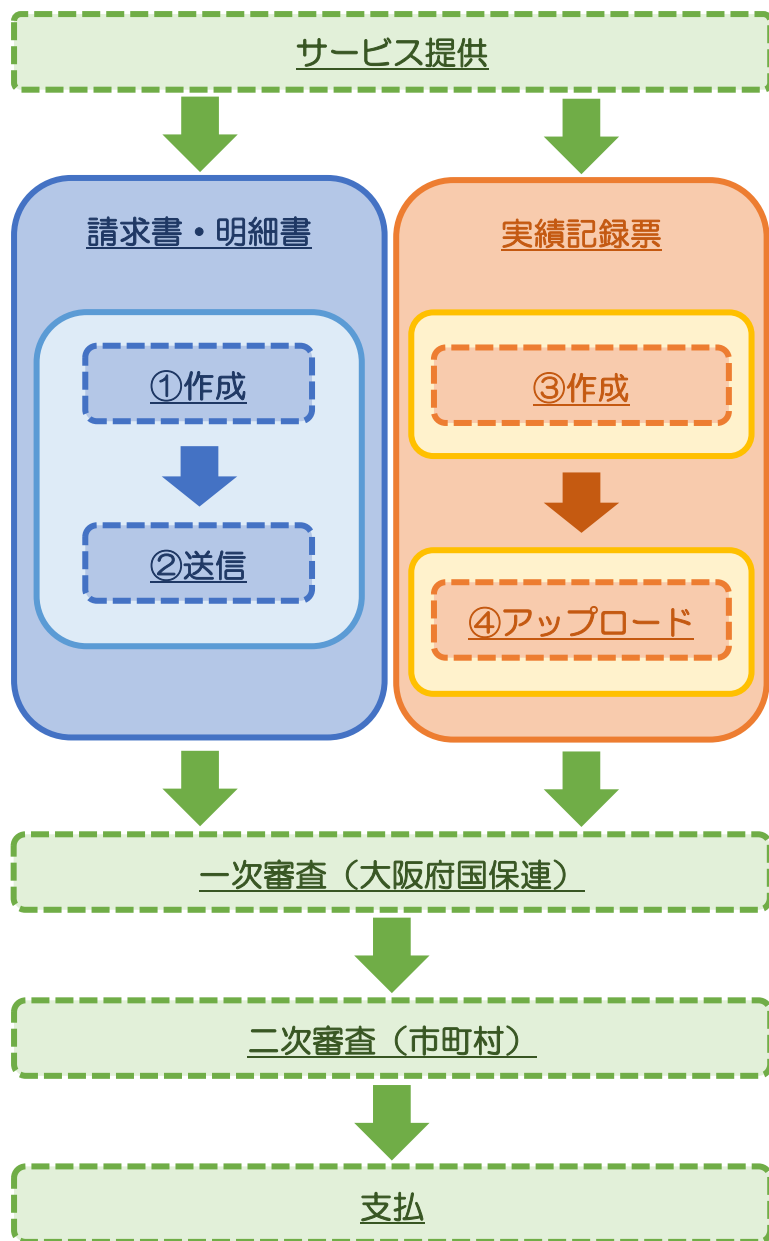 サービス提供
請求書・明細書
①作成
②送信
実績記録票
③作成
④アップロード
一次審査（大阪府国保連）
二次審査（市町村）
支払